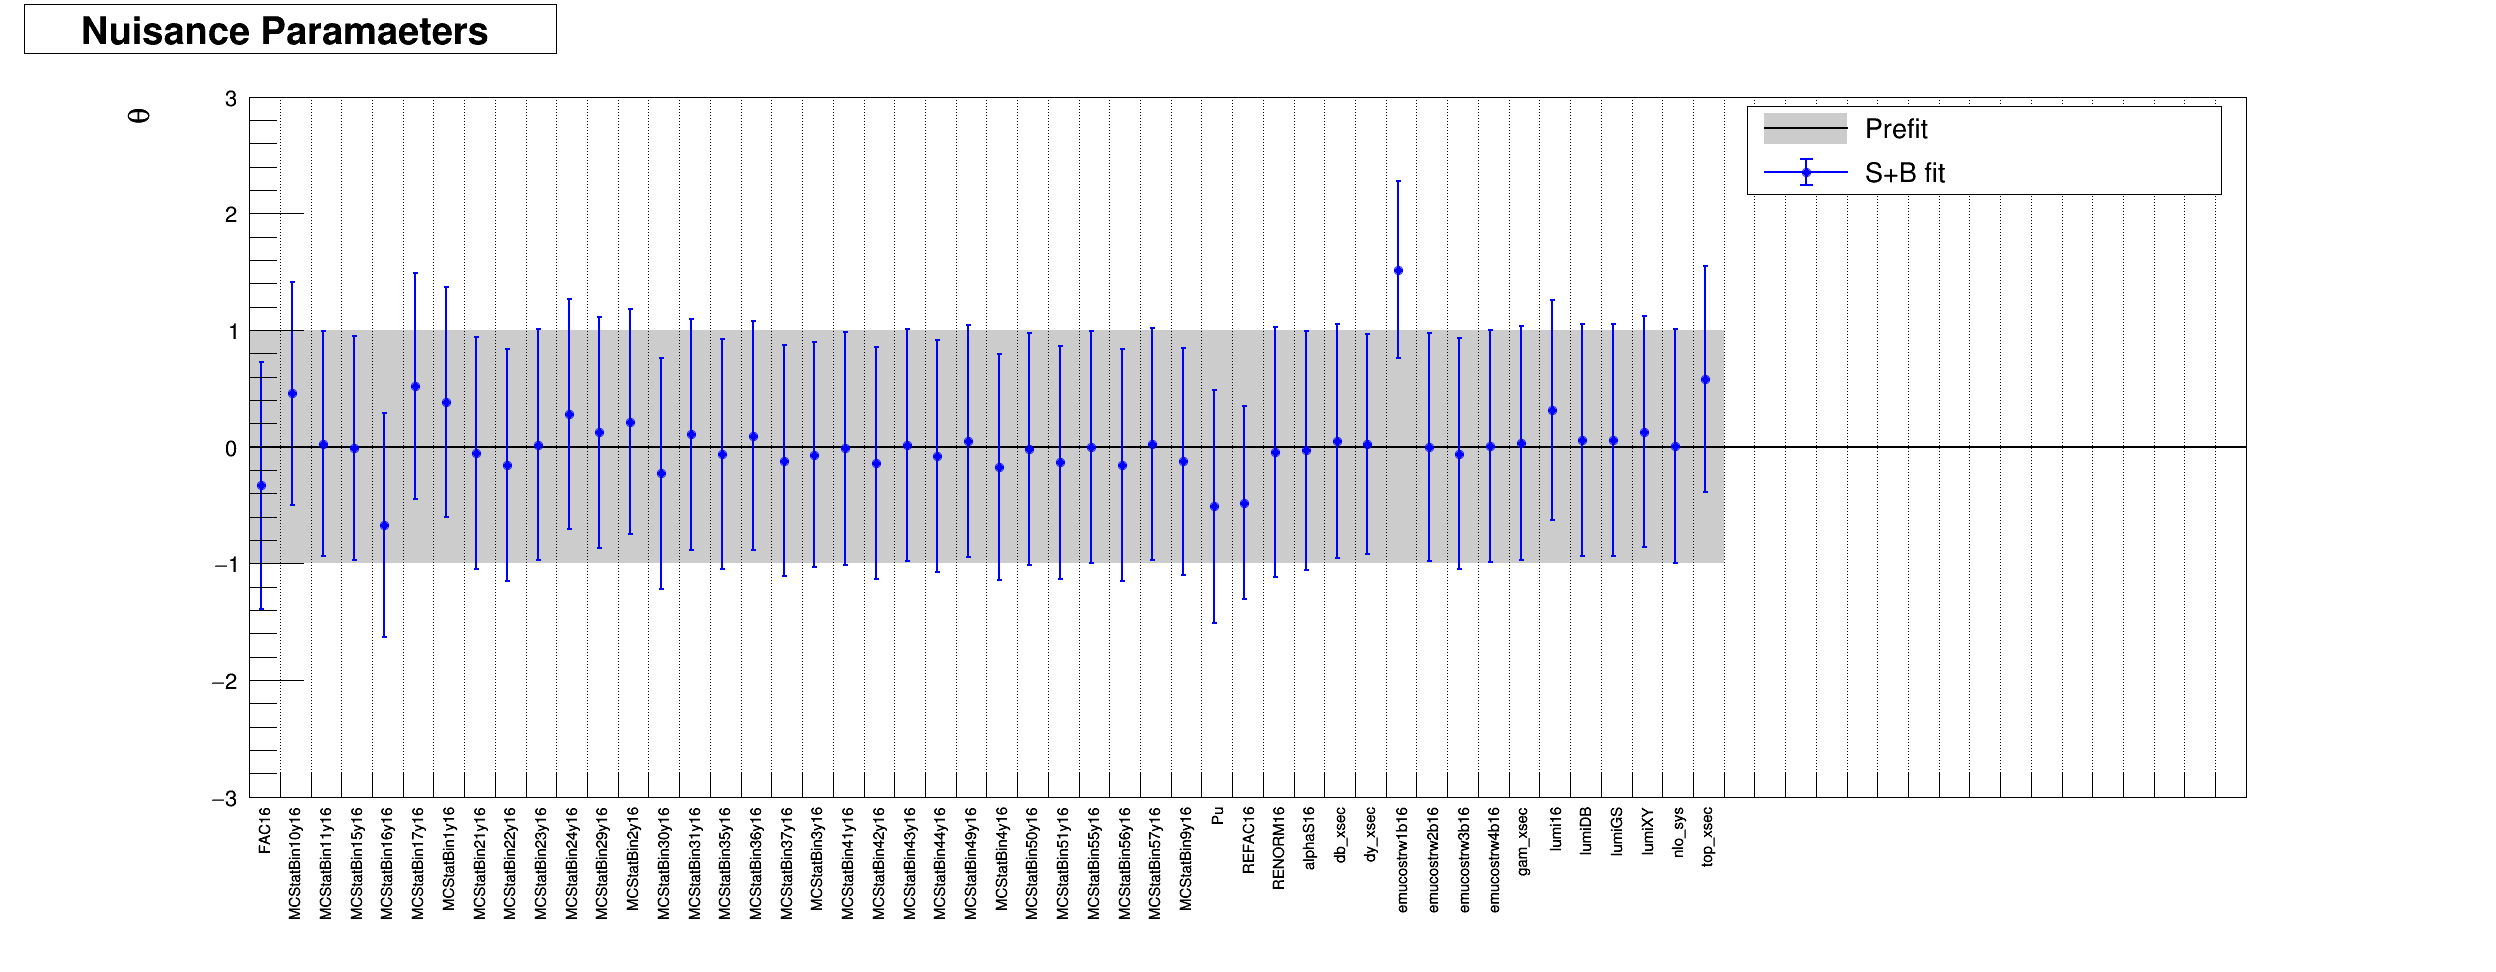 Nuisance Paramaeters
θ
3
2
1
0
−1
−2
−3
Prefit
S+B fit
FAC16
MCStatBin10y16
MCStatBin11y16
MCStatBin15y16
MCStatBin16y16
MCStatBin17y16
MCStatBin1y16
MCStatBin21y16
MCStatBin22y16
MCStatBin23y16
MCStatBin24y16
MCStatBin29y16
MCStatBin2y16
MCStatBin30y16
MCStatBin31y16
MCStatBin35y16
MCStatBin36y16
MCStatBin37y16
MCStatBin3y16
MCStatBin41y16
MCStatBin42y16
MCStatBin43y16
MCStatBin44y16
MCStatBin49y16
MCStatBin4y16
MCStatBin50y16
MCStatBin51y16
MCStatBin55y16
MCStatBin56y16
MCStatBin57y16
MCStatBin9y16
Pu
REFAC16
RENORM16
alphaS16
db_xsec
dy_xsec
emucostrw1b16
emucostrw2b16
emucostrw3b16
emucostrw4b16
gam_xsec
lumi16
lumiDB
lumiGS
lumiXY
nlo_sys
top_xsec